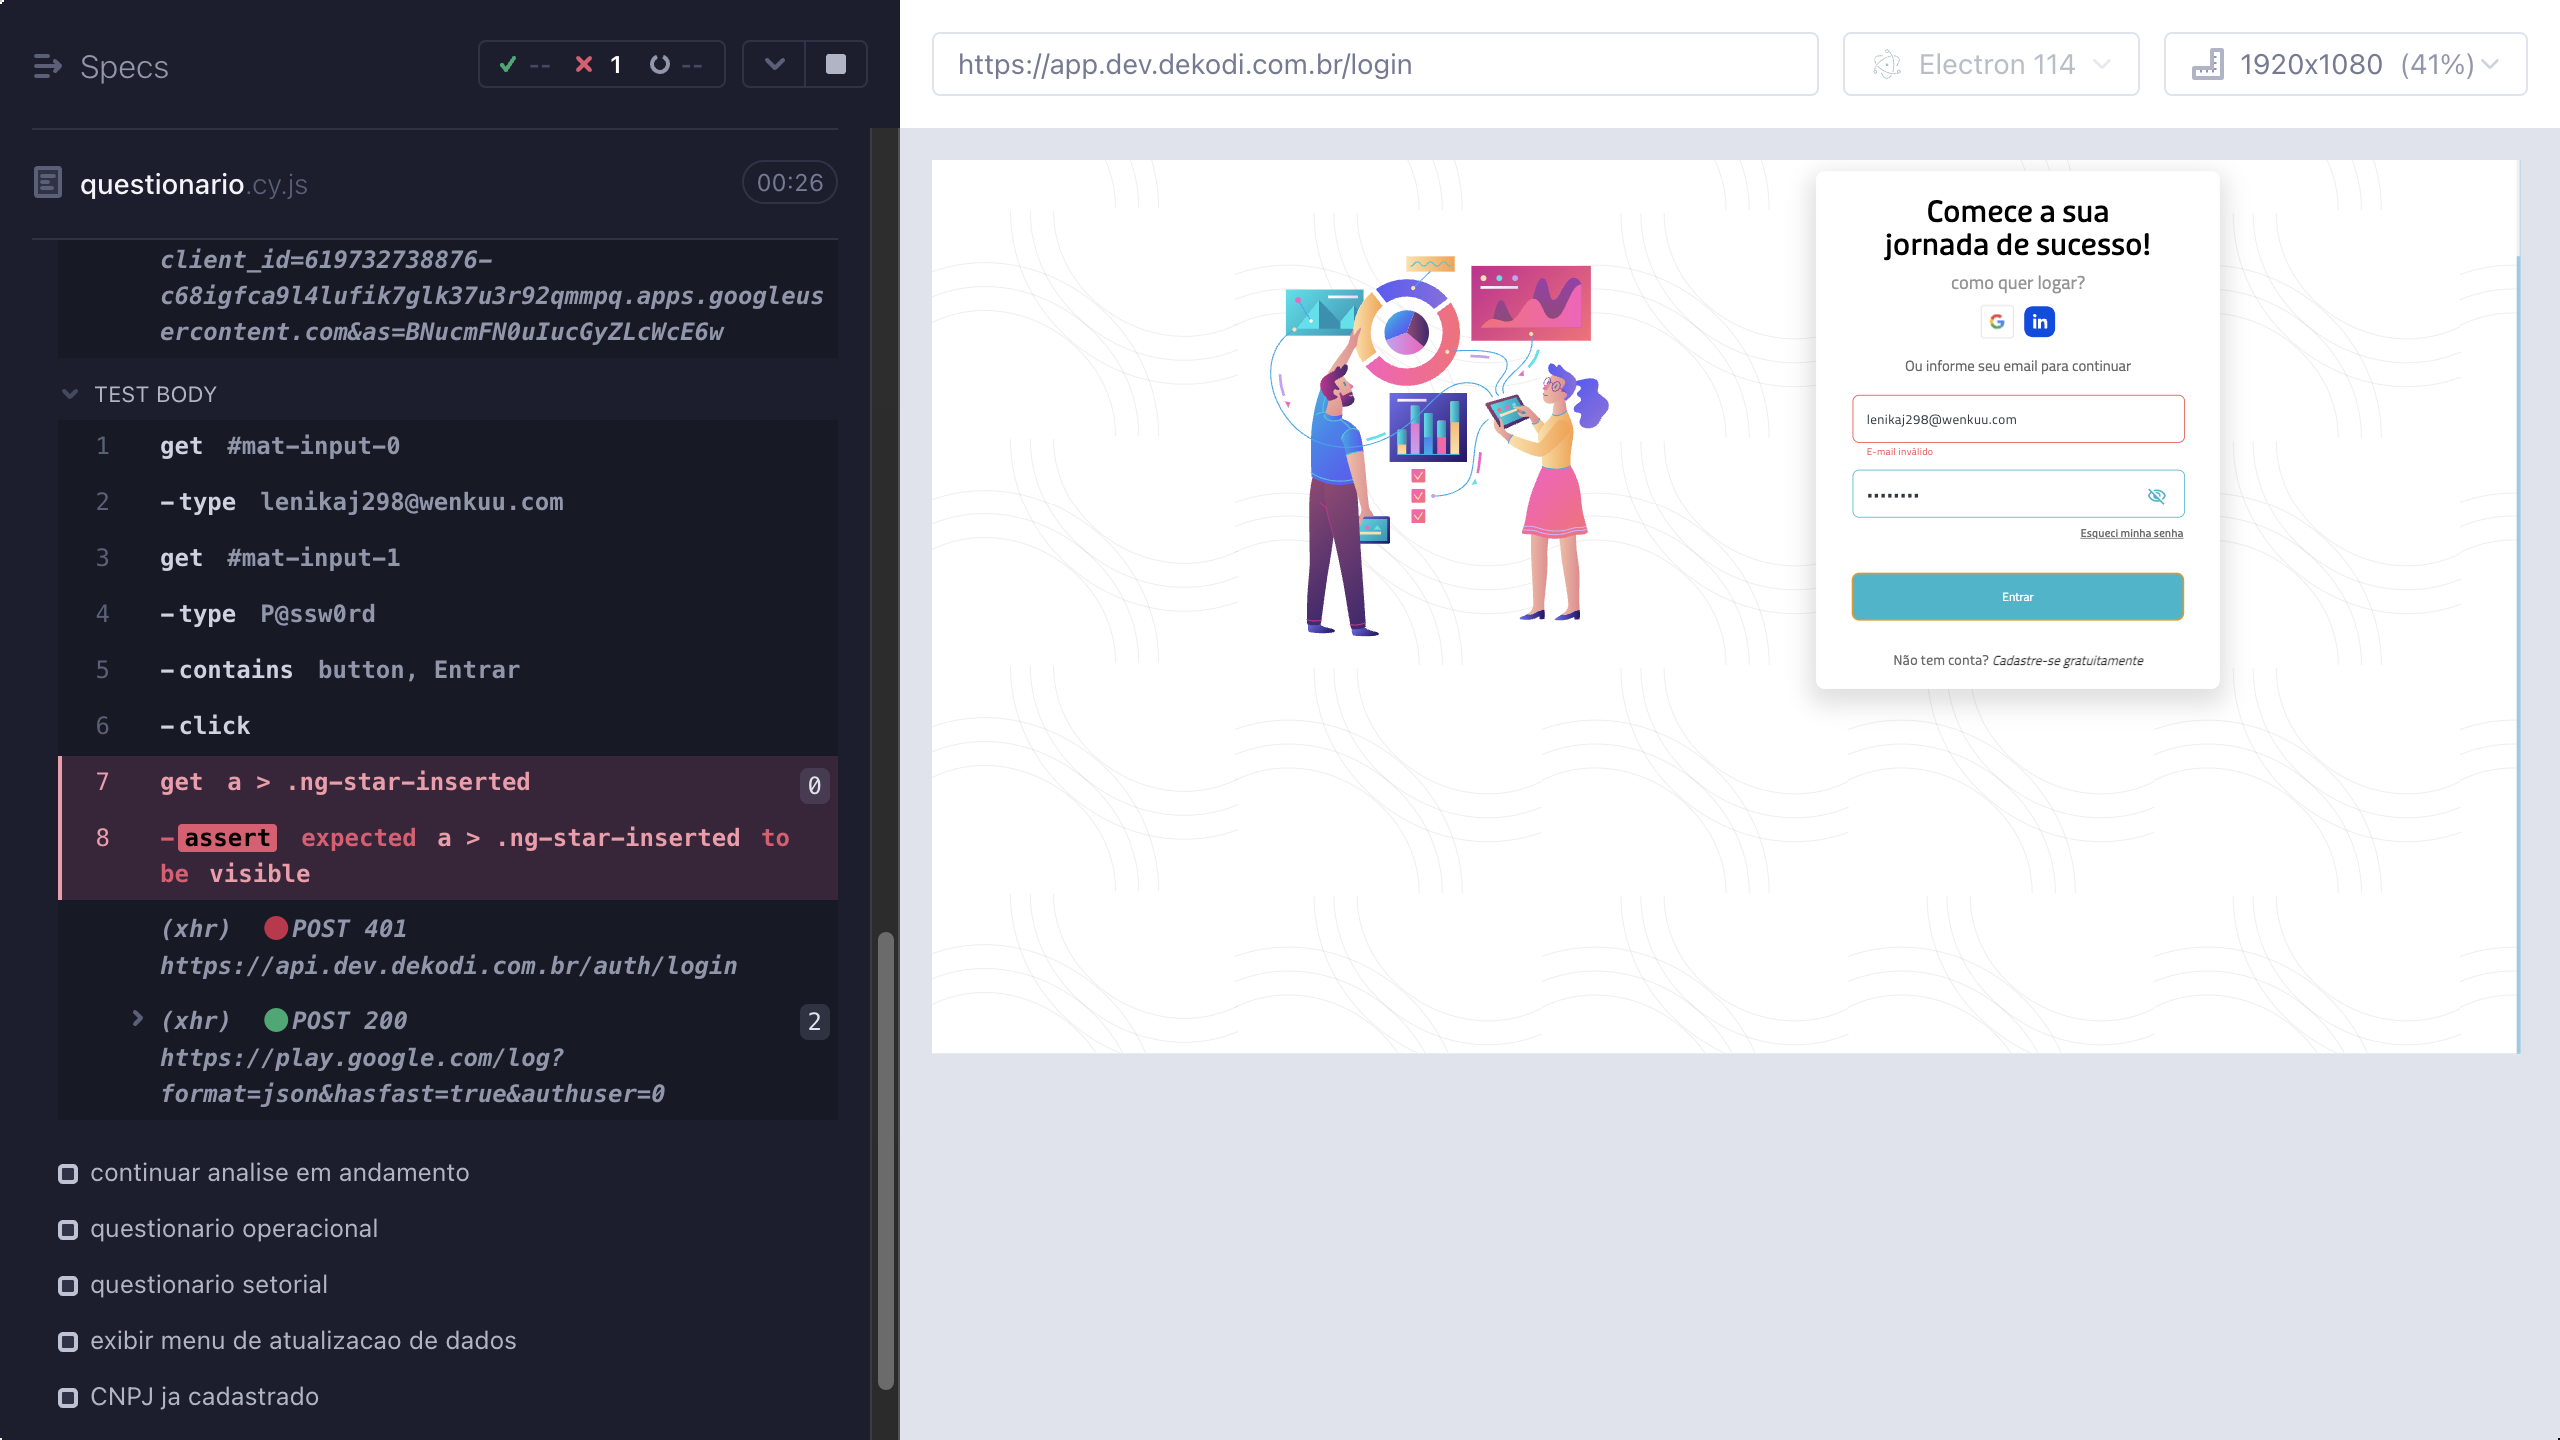 Specs
--
1
--
https://app.dev.dekodi.com.br/login
Electron 114
1920x1080 (41%)
questionario.cy.js
00:26
client_id=619732738876-
c68igfca9l4lufik7glk37u3r92qmmpq.apps.googleus
ercontent.com&as=BNucmFN0uIucGyZLcWcE6w
TEST BODY
1 get #mat-input-0
2 -type lenikaj298@wenkuu.com
3 get #mat-input-1
4 -type P@ssw0rd
5 -contains button, Entrar
6 -click
7 get a > .ng-star-inserted 0
8 -assert expected a > .ng-star-inserted to
be visible
(xhr) POST 401
https://api.dev.dekodi.com.br/auth/login
(xhr) POST 200 2
https://play.google.com/log?
format=json&hasfast=true&authuser=0
continuar analise em andamento
questionario operacional
questionario setorial
exibir menu de atualizacao de dados
CNPJ ja cadastrado
Comece a sua
jornada de sucesso!
como quer logar?
G
in
Ou informe seu email para continuar
lenikaj298@wenkuu.com
E-mail inválido
••••••••
Esqueci minha senha
Entrar
Não tem conta? Cadastre-se gratuitamente